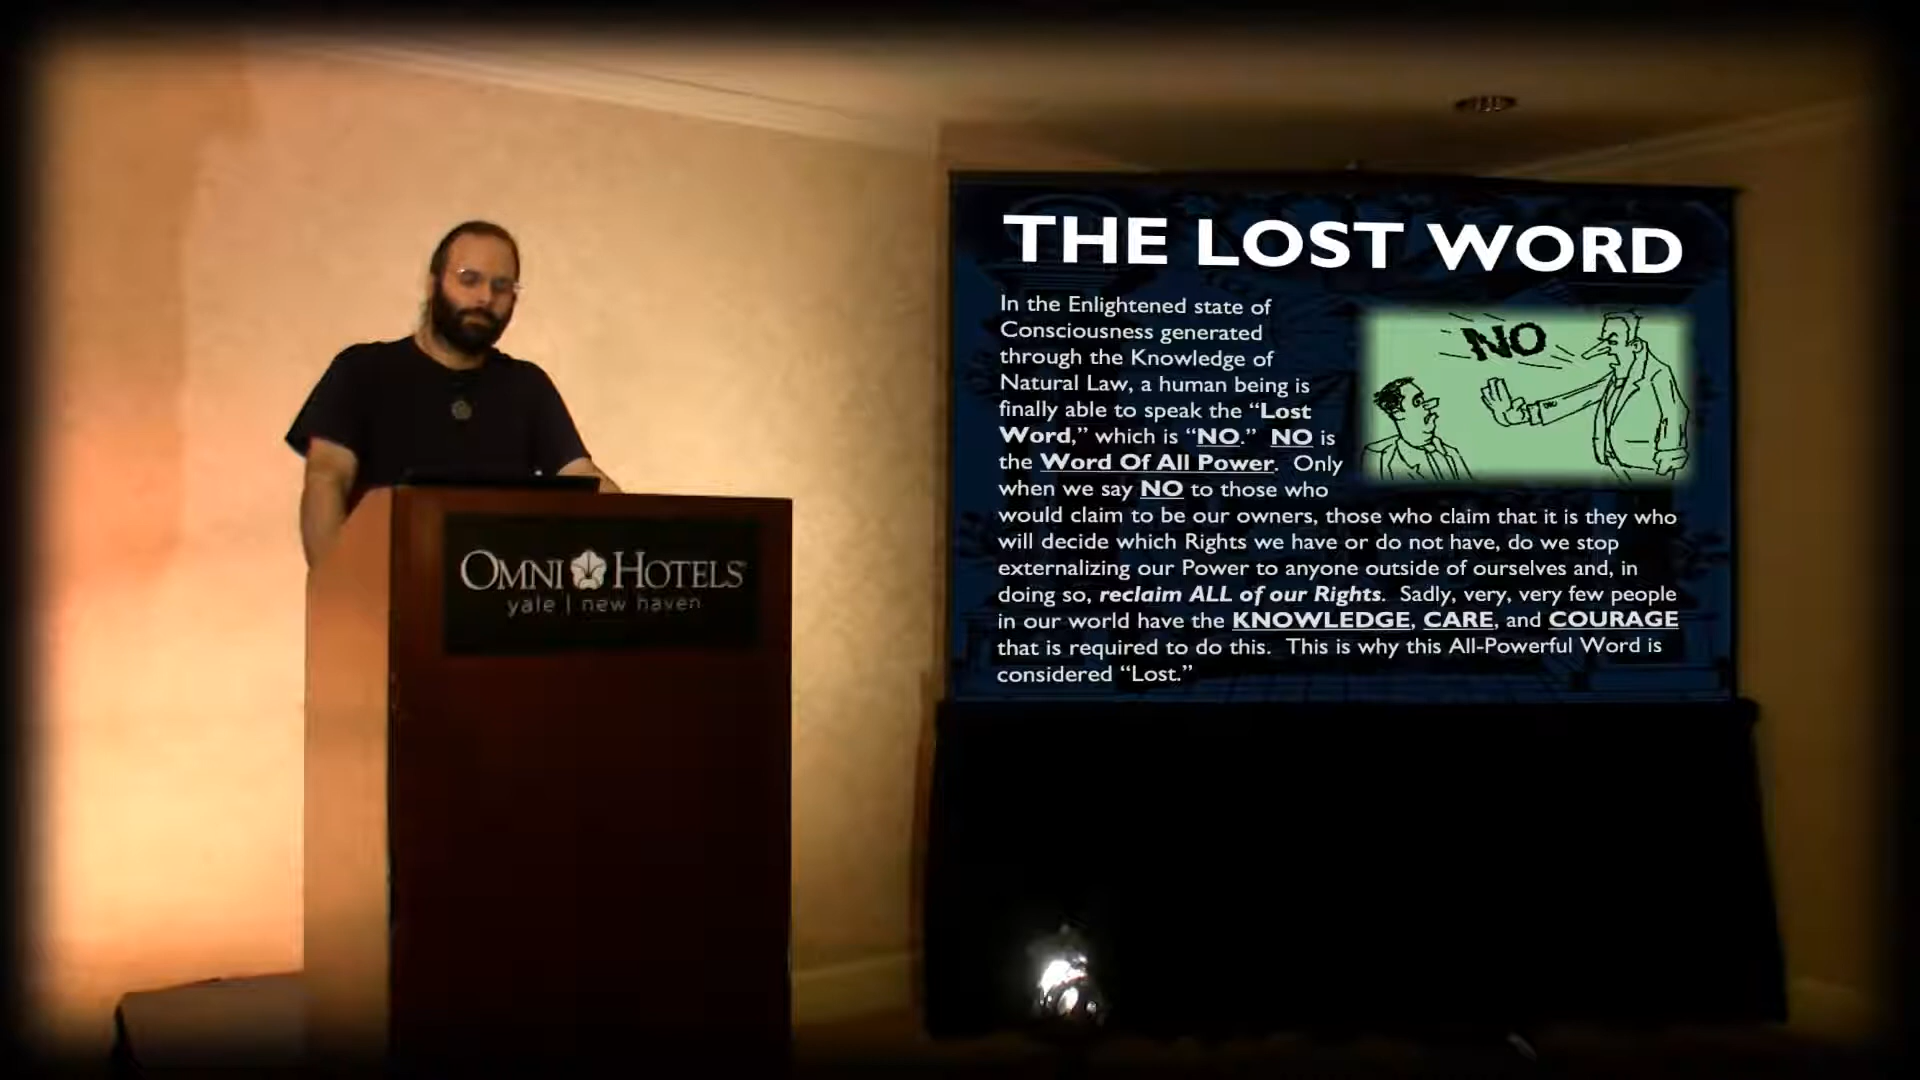 OMNI HOTELS
yale | new haven
THE LOST WORD
In the Enlightened state of
Consciousness generated
through the Knowledge of
Natural Law, a human being is
finally able to speak the “Lost
Word,” which is “NO.” NO is
the Word Of All Power. Only
when we say NO to those who
would claim to be our owners, those who claim that it is they who
will decide which Rights we have or do not have, do we stop
externalizing our Power to anyone outside of ourselves and, in
doing so, reclaim ALL of our Rights. Sadly, very, very few people
in our world have the KNOWLEDGE, CARE, and COURAGE
that is required to do this. This is why this All-Powerful Word is
considered “Lost.”
NO